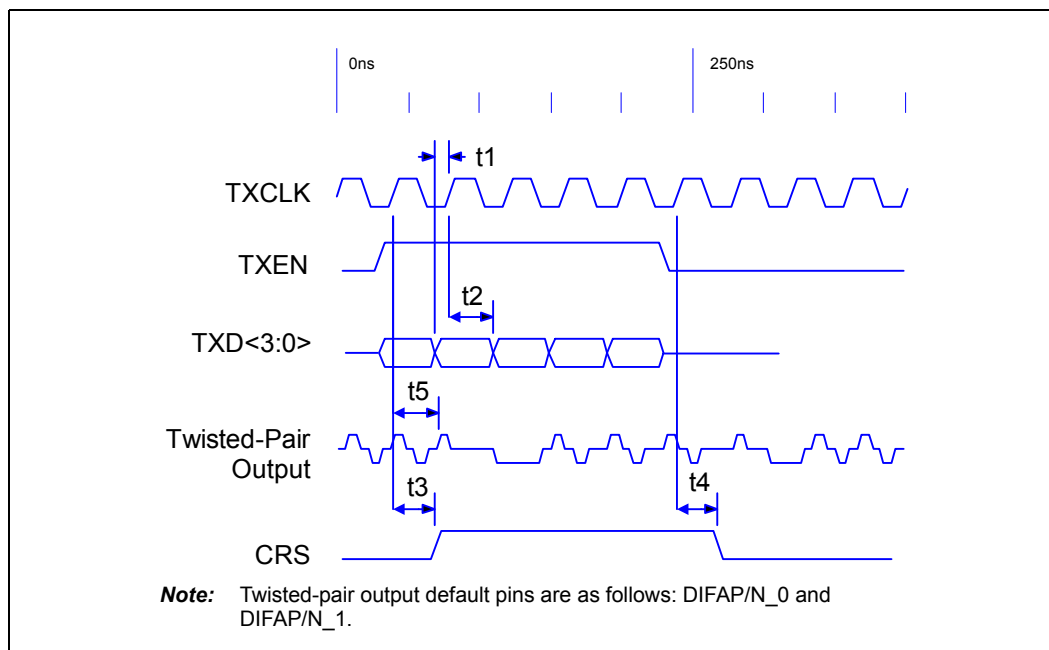 0ns 250ns
t1
TXCLK
TXEN
t2
TXD<3:0>
t5
Twisted-Pair
Output
t3 t4
CRS
Note: Twisted-pair output default pins are as follows: DIFAP/N_0 and
DIFAP/N_1.